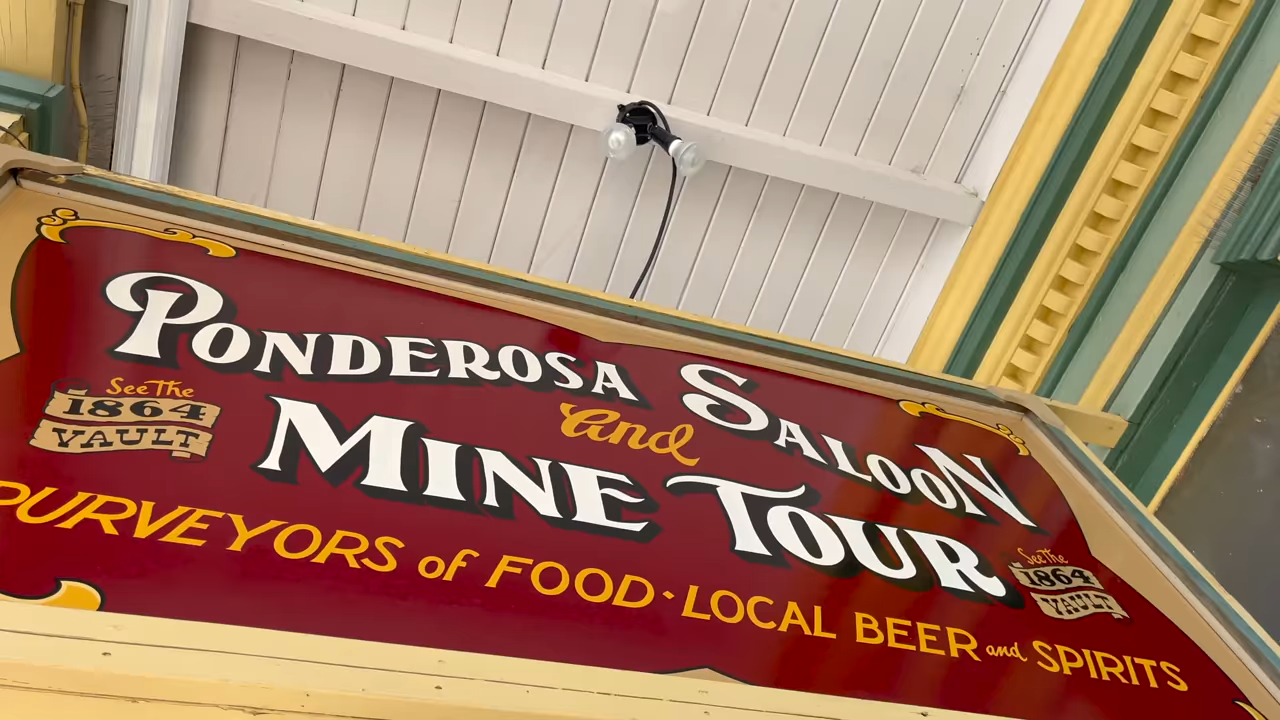 PONDEROSA SALOON
and
MINE TOUR
See The
1864
VAULT
See The
1864
VAULT
PURVEYORS of FOOD · LOCAL BEER and SPIRITS